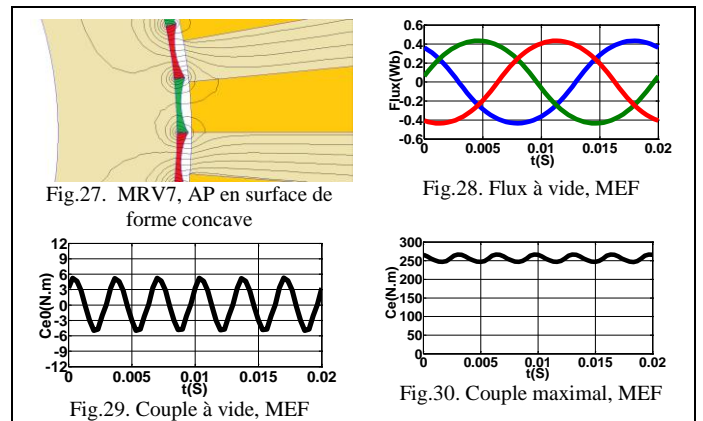 Fig.27. MRV7, AP en surface de
forme concave
0.6
0.4
0.2
0
-0.2
-0.4
-0.6
Flux(Wb)
0 0.005 0.01 0.015 0.02
t(S)
Fig.28. Flux à vide, MEF
12
9
6
3
0
-3
-6
-9
-12
Ce0(N.m)
0 0.005 0.01 0.015 0.02
t(S)
Fig.29. Couple à vide, MEF
300
250
200
150
100
50
0
Ce(N.m)
0 0.005 0.01 0.015 0.02
t(S)
Fig.30. Couple maximal, MEF